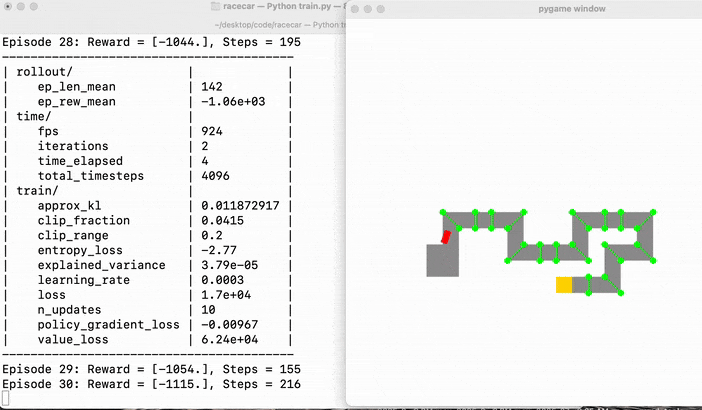 racecar — Python train.py — 
~/desktop/code/racecar — Python
pygame window
Episode 28: Reward = [-1044.], Steps = 195
| rollout/ | |
| ep_len_mean | 142 |
| ep_rew_mean | -1.06e+03 |
| time/ | |
| fps | 924 |
| iterations | 2 |
| time_elapsed | 4 |
| total_timesteps | 4096 |
| train/ | |
| approx_kl | 0.011872917 |
| clip_fraction | 0.0415 |
| clip_range | 0.2 |
| entropy_loss | -2.77 |
| explained_variance | 3.79e-05 |
| learning_rate | 0.0003 |
| loss | 1.7e+04 |
| n_updates | 10 |
| policy_gradient_loss | -0.00967 |
| value_loss | 6.24e+04 |
Episode 29: Reward = [-1054.], Steps = 155
Episode 30: Reward = [-1115.], Steps = 216